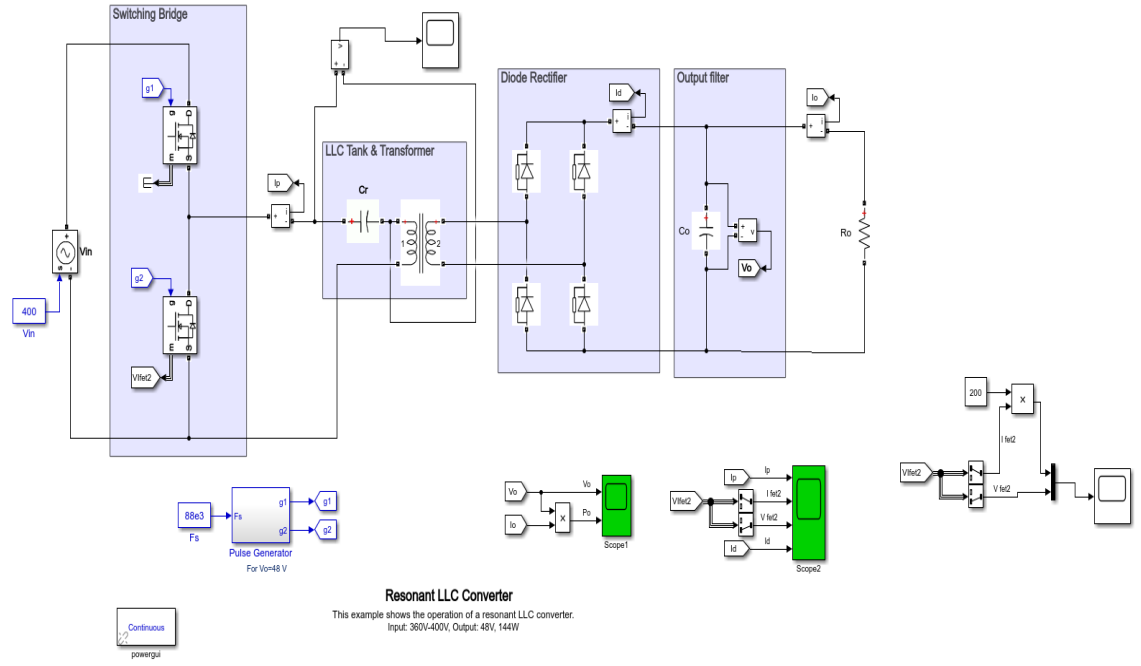 Switching Bridge
g1
g
D
m
S
Ip
+
i
-
v
+
-
LLC Tank & Transformer
Cr
+
1
2
Diode Rectifier
Id
+
i
-
Output filter
Io
+
i
-
Co
+
+
v
-
Vo
+
Ro
+
Vin
s
-
400
Vin
g2
g
D
m
S
VIfet2
200
X
I fet2
VIfet2
V fet2
88e3
Fs
Fs
g1
g2
g1
g2
Pulse Generator
For Vo=48 V
Vo
Io
X
Vo
Po
Scope1
Ip
VIfet2
Id
Ip
I fet2
V fet2
Id
Scope2
Resonant LLC Converter
This example shows the operation of a resonant LLC converter.
Input: 360V-400V, Output: 48V, 144W
Continuous
powergui